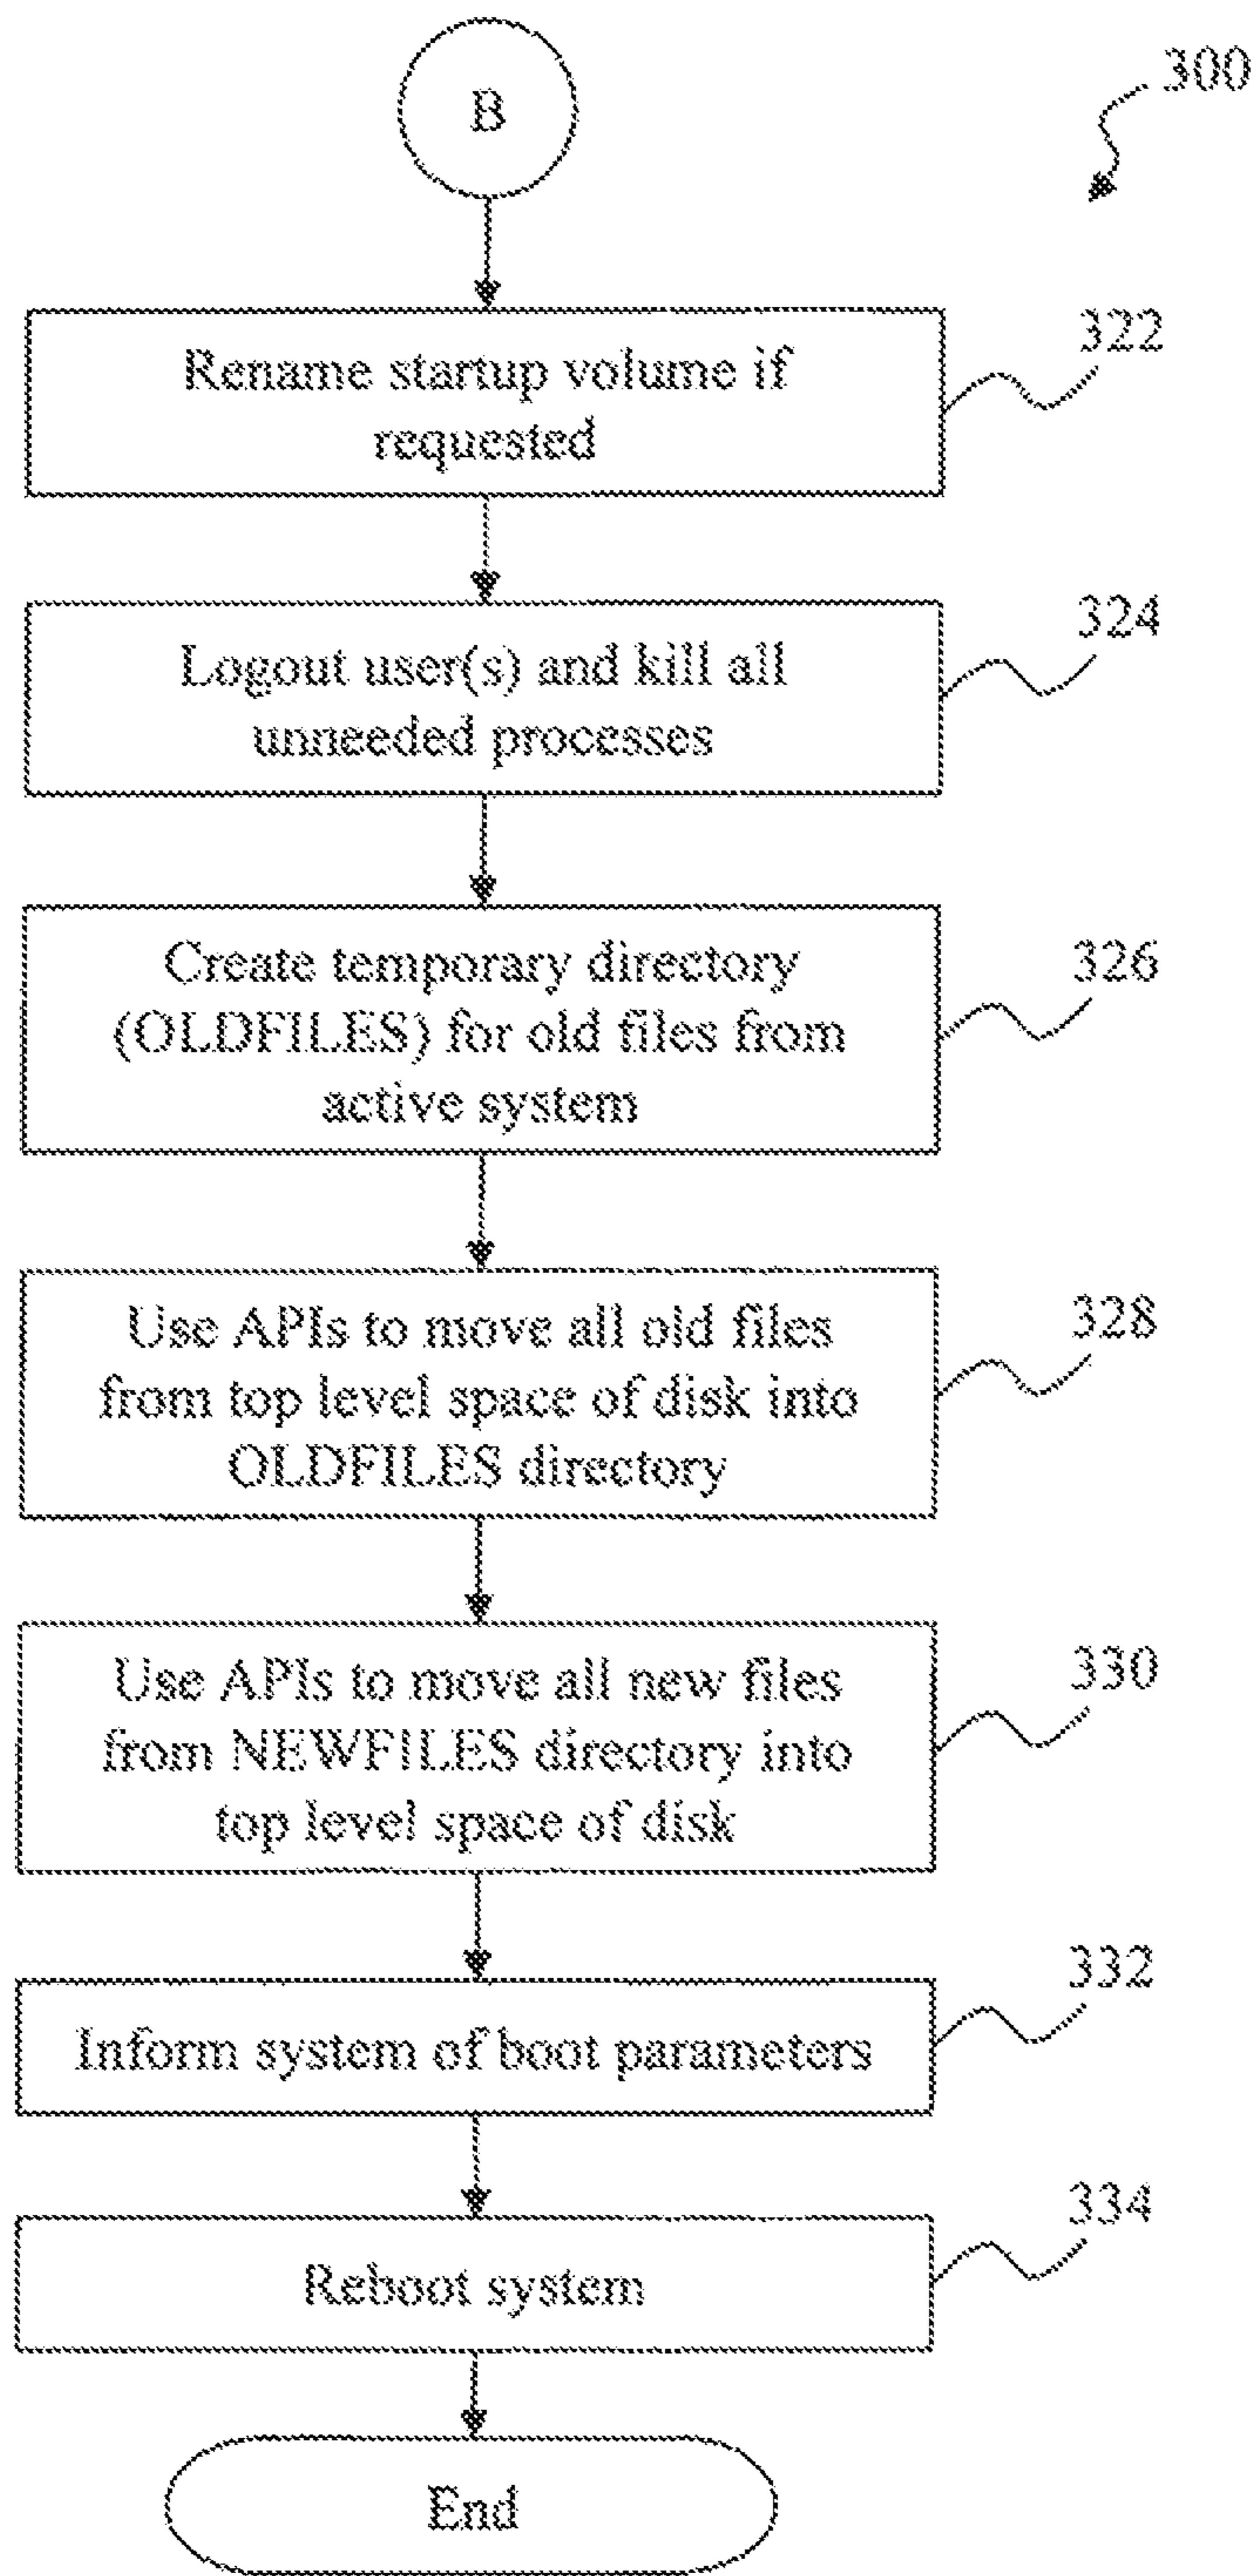 B
300
Rename startup volume if
requested
322
Logout user(s) and kill all
unneeded processes
324
Create temporary directory
(OLDFILES) for old files from
active system
326
Use APIs to move all old files
from top level space of disk into
OLDFILES directory
328
Use APIs to move all new files
from NEWFILES directory into
top level space of disk
330
Inform system of boot parameters
332
Reboot system
334
End